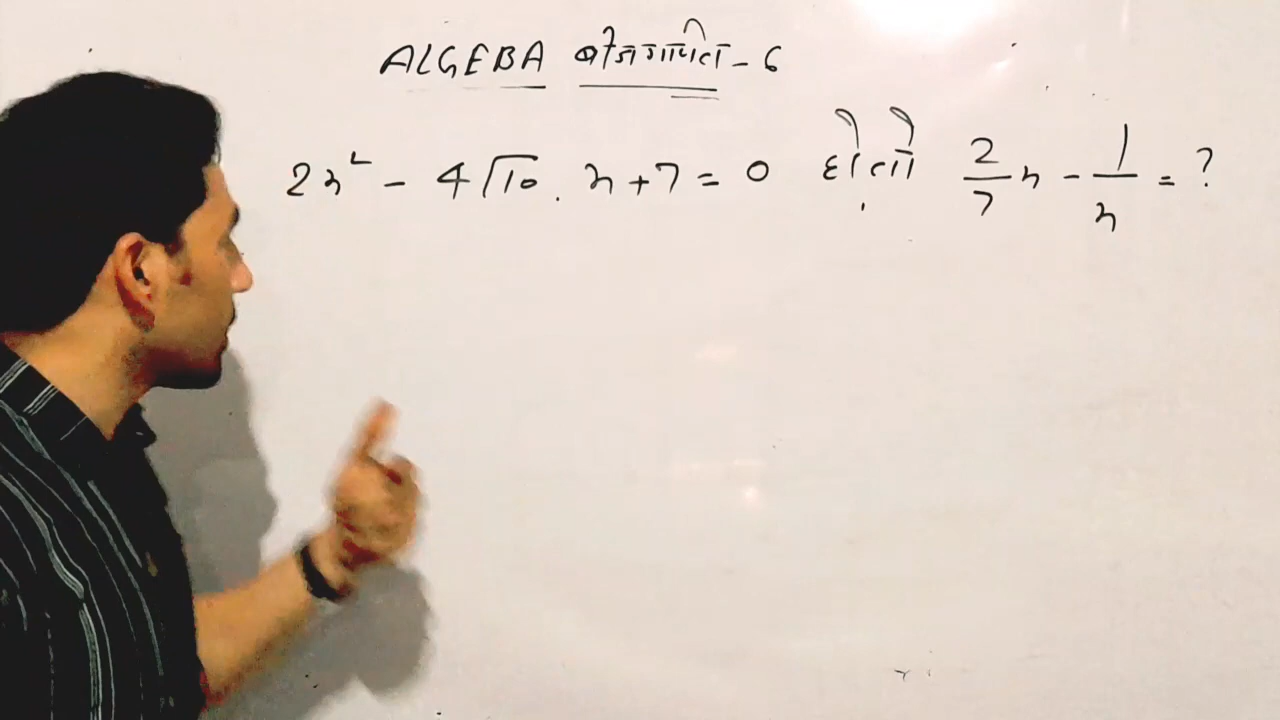 ALGEBA बीजगणित - 6
2x² - 4√10 . x + 7 = 0 हो तो 2/7 x - 1/x = ?